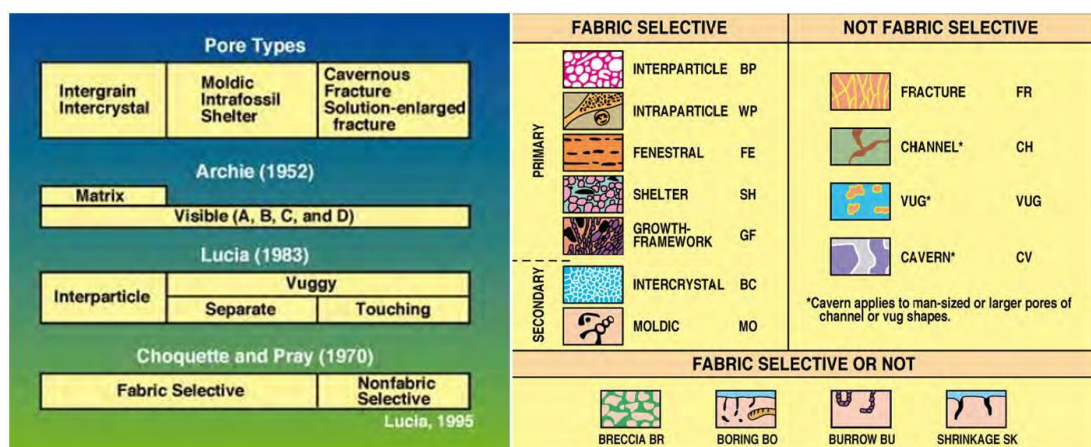 Pore Types
Intergrain
Intercrystal
Moldic
Intrafossil
Shelter
Cavernous
Fracture
Solution-enlarged
fracture
Archie (1952)
Matrix
Visible (A, B, C, and D)
Lucia (1983)
Interparticle
Vuggy
Separate
Touching
Choquette and Pray (1970)
Fabric Selective
Nonfabric
Selective
Lucia, 1995
FABRIC SELECTIVE
PRIMARY
INTERPARTICLE BP
INTRAPARTICLE WP
FENESTRAL FE
SHELTER SH
GROWTH-
FRAMEWORK GF
SECONDARY
INTERCRYSTAL BC
MOLDIC MO
NOT FABRIC SELECTIVE
FRACTURE FR
CHANNEL* CH
VUG* VUG
CAVERN* CV
*Cavern applies to man-sized or larger pores of
channel or vug shapes.
FABRIC SELECTIVE OR NOT
BRECCIA BR
BORING BO
BURROW BU
SHRINKAGE SK